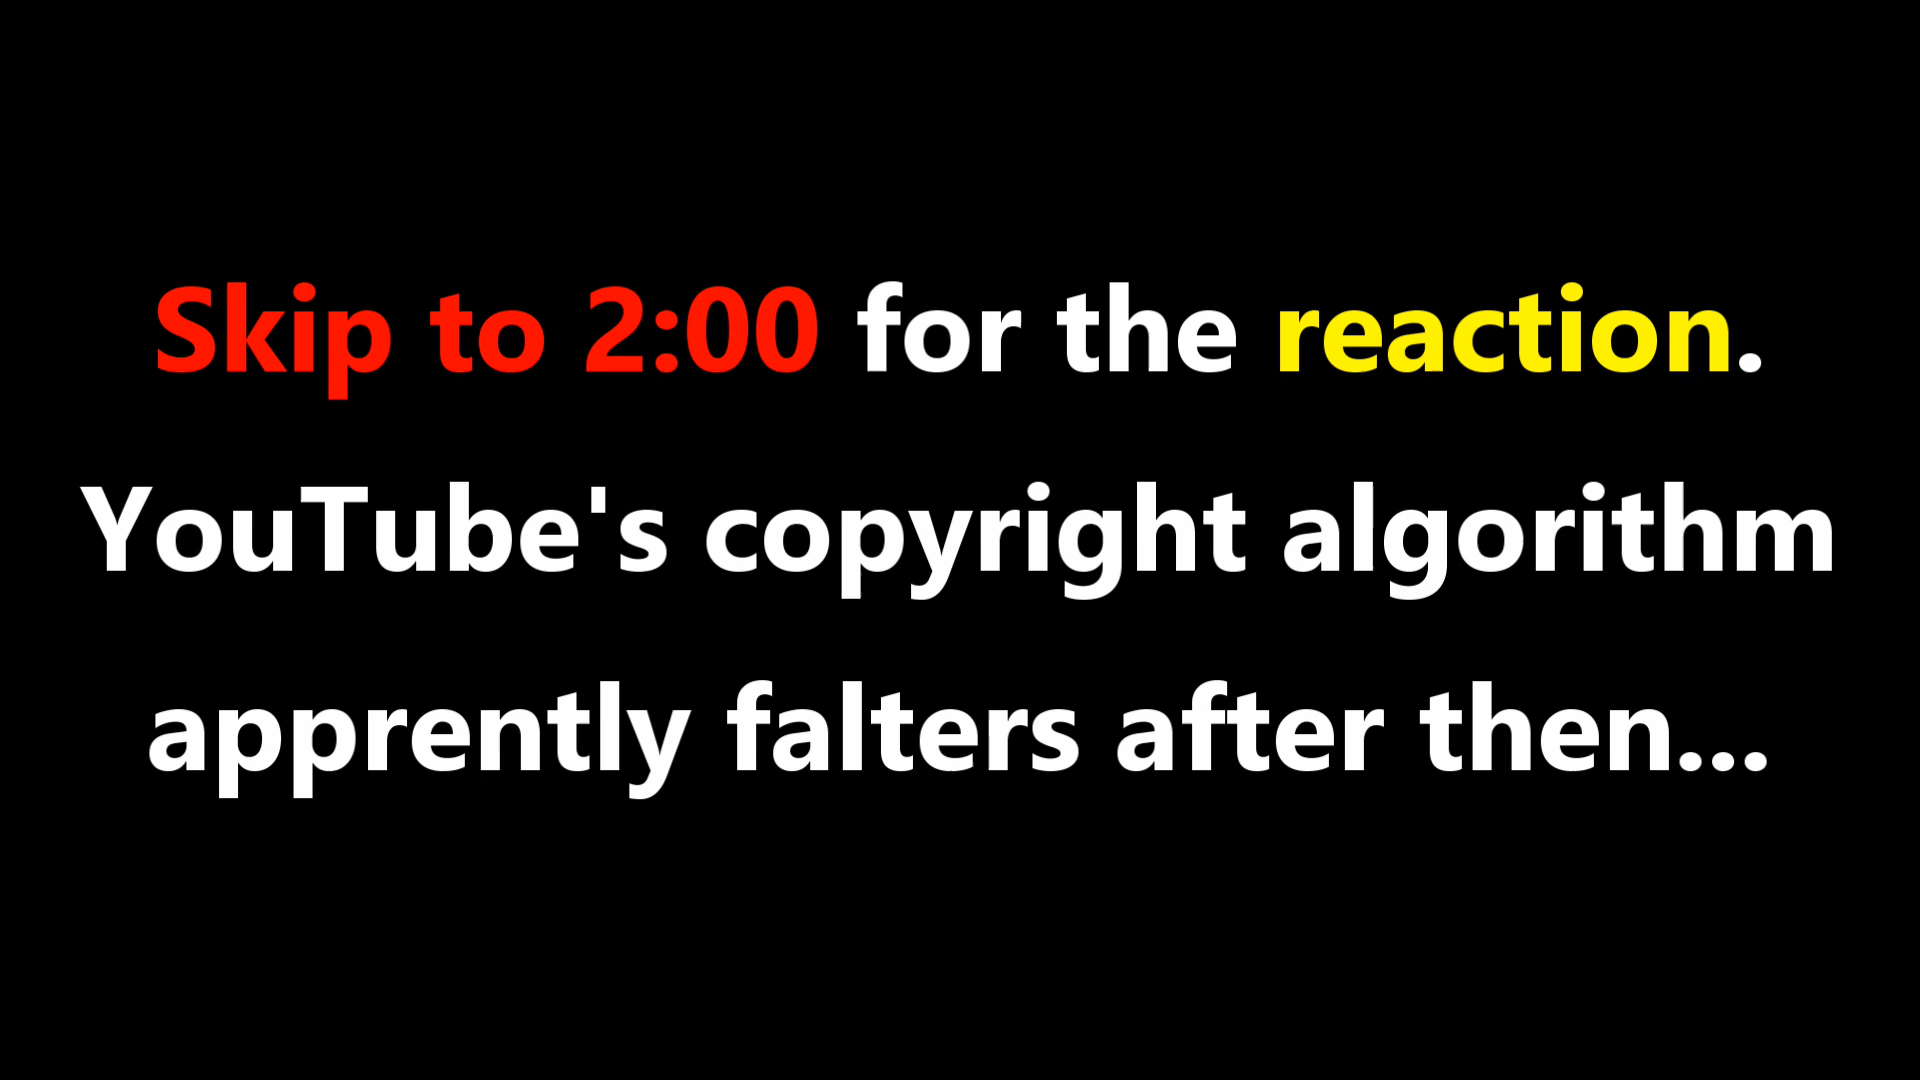 Skip to 2:00 for the reaction.
YouTube's copyright algorithm
apprently falters after then...